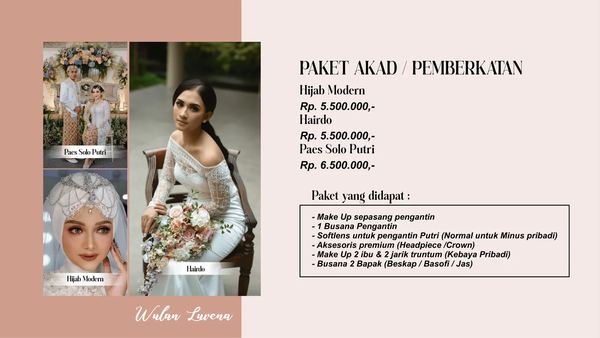 Paes Solo Putri
Hijab Modern
Hairdo
Wulan Luvena
PAKET AKAD / PEMBERKATAN
Hijab Modern
Rp. 5.500.000,-
Hairdo
Rp. 5.500.000,-
Paes Solo Putri
Rp. 6.500.000,-
Paket yang didapat :
- Make Up sepasang pengantin
- 1 Busana Pengantin
- Softlens untuk pengantin Putri (Normal untuk Minus pribadi)
- Aksesoris premium (Headpiece /Crown)
- Make Up 2 ibu & 2 jarik truntum (Kebaya Pribadi)
- Busana 2 Bapak (Beskap / Basofi / Jas)